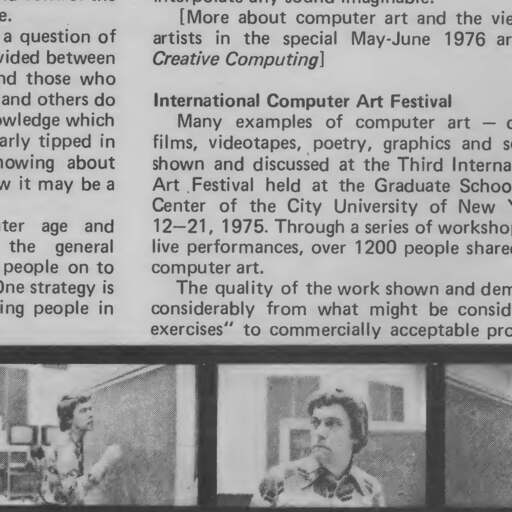 e.
a question of
vided between
nd those who
and others do
owledge which
arly tipped in
nowing about
w it may be a
ter age and
the general
people on to
One strategy is
ing people in
interpolate any sound imaginable.
[More about computer art and the vie
artists in the special May-June 1976 ar
Creative Computing]
International Computer Art Festival
Many examples of computer art — 
films, videotapes, poetry, graphics and s
shown and discussed at the Third Interna
Art Festival held at the Graduate Schoo
Center of the City University of New Y
12—21, 1975. Through a series of workshop
live performances, over 1200 people share
computer art.
The quality of the work shown and dem
considerably from what might be consid
exercises" to commercially acceptable pro